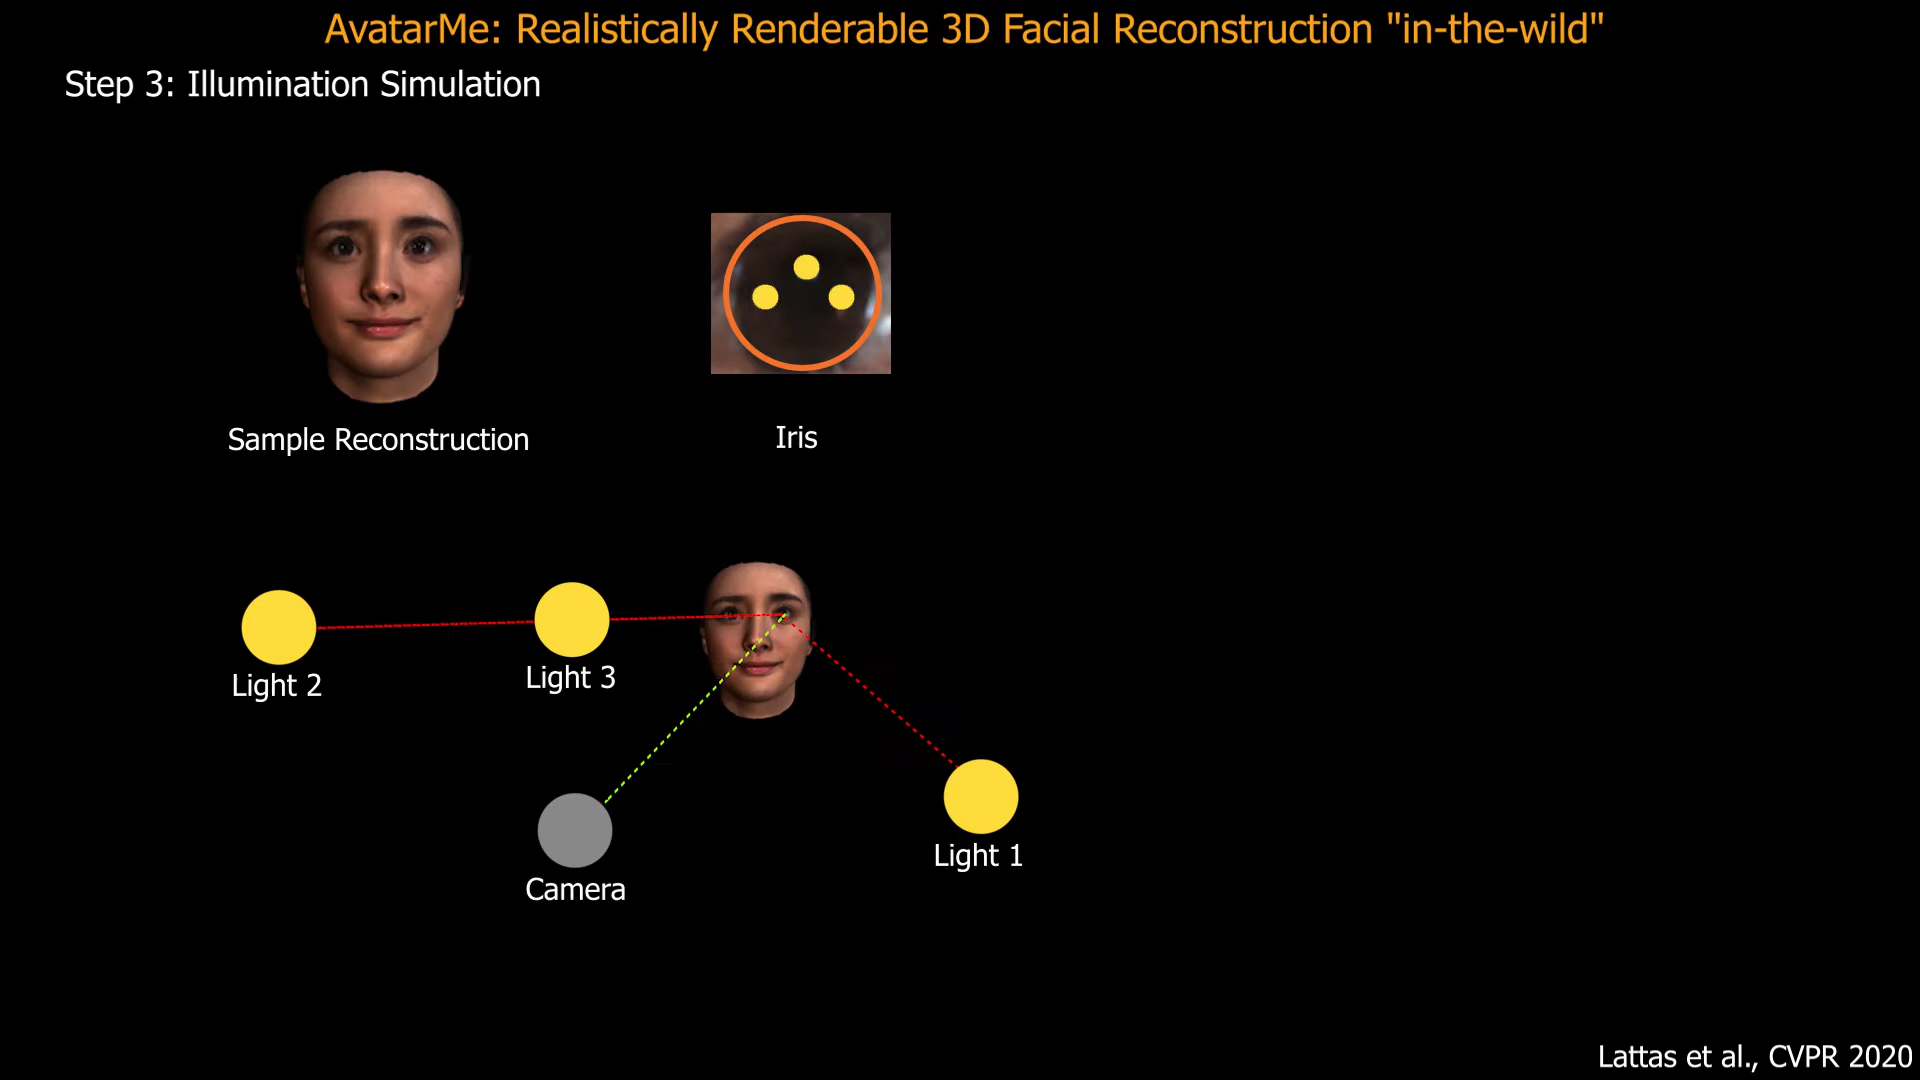 AvatarMe: Realistically Renderable 3D Facial Reconstruction "in-the-wild"
Step 3: Illumination Simulation
Sample Reconstruction
Iris
Light 2
Light 3
Light 1
Camera
Lattas et al., CVPR 2020